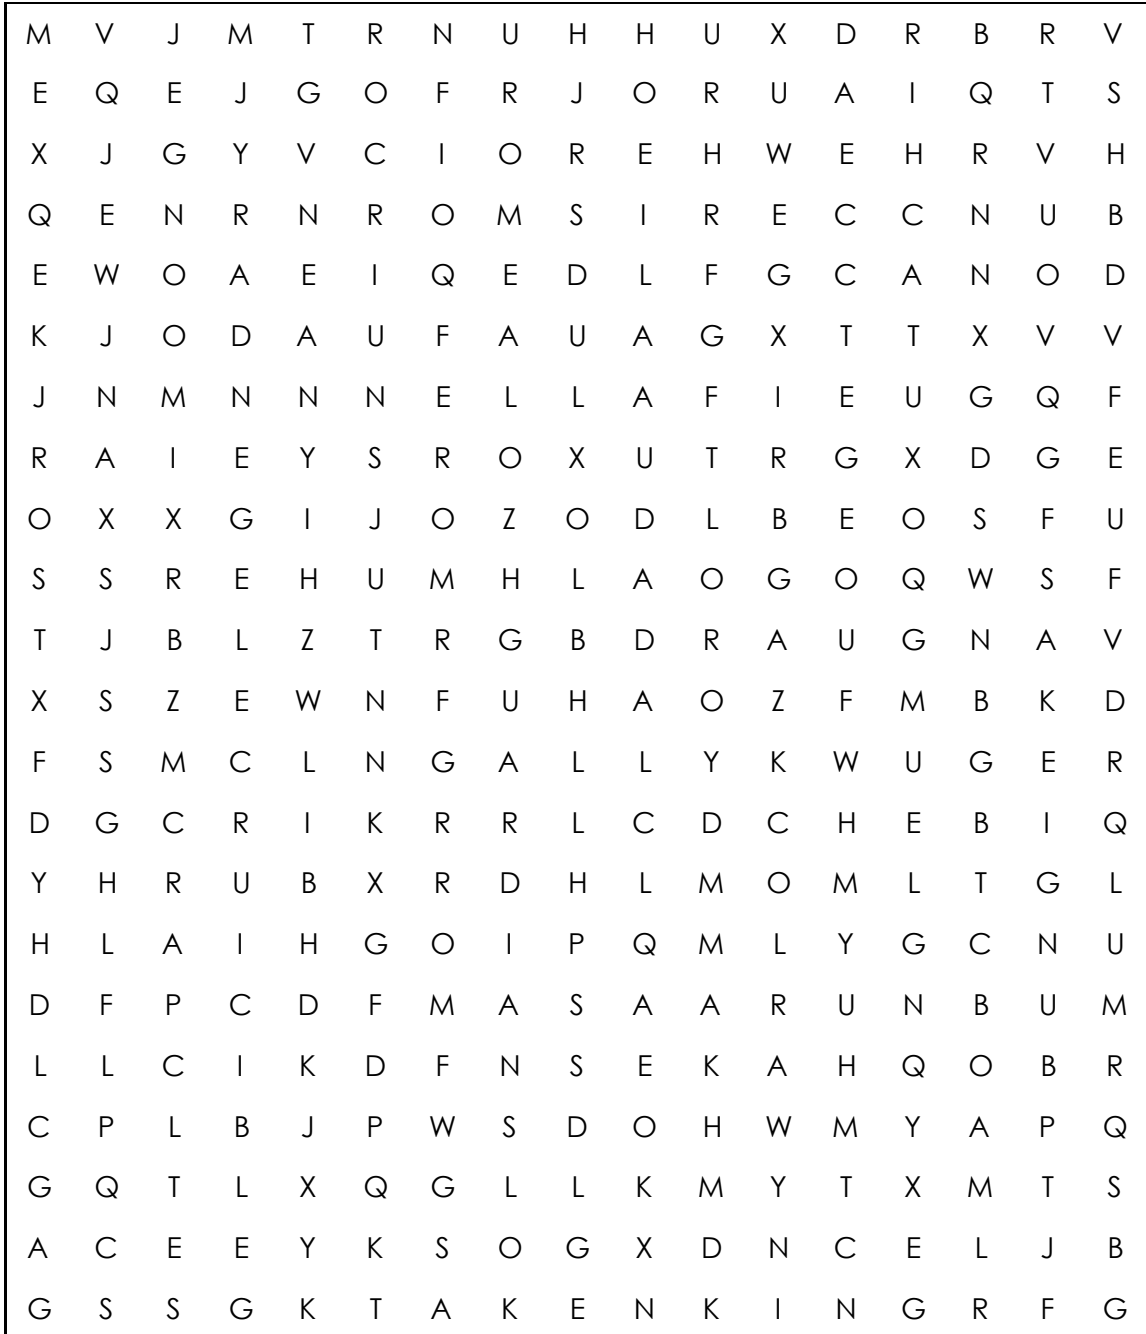 M V J M T R N U H H U X D R B R V
E Q E J G O F R J O R U A I Q T S
X J G Y V C I O R E H W E H R V H
Q E N R N R O M S I R E C C N U B
E W O A E I Q E D L F G C A N O D
K J O D A U F A U A G X T T X V V
J N M N N N E L L A F I E U G Q F
R A I E Y S R O X U T R G X D G E
O X X G I J O Z O D L B E O S F U
S S R E H U M H L A O G O Q W S F
T J B L Z T R G B D R A U G N A V
X S Z E W N F U H A O Z F M B K D
F S M C L N G A L L Y K W U G E R
D G C R I K R R L C D C H E B I Q
Y H R U B X R D H L M O M L T G L
H L A I H G O I P Q M L Y G C N U
D F P C D F M A S A A R U N B U M
L L C I K D F N S E K A H Q O B R
C P L B J P W S D O H W M Y A P Q
G Q T L X Q G L L K M Y T X M T S
A C E E Y K S O G X D N C E L J B
G S S G K T A K E N K I N G R F G